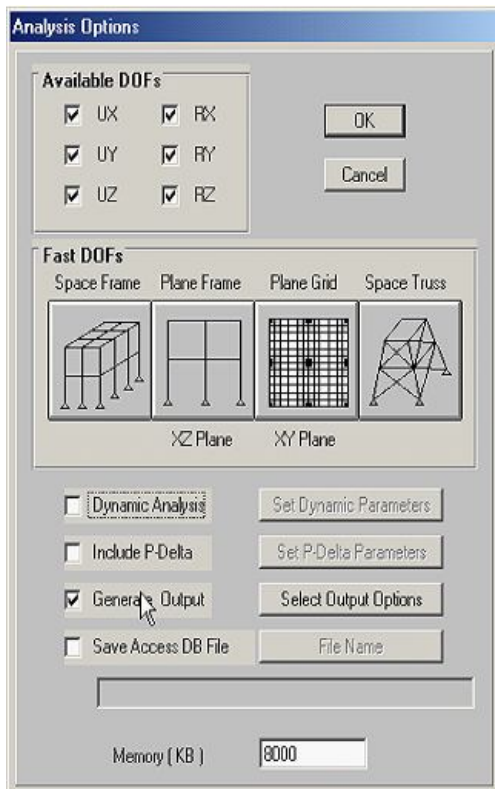 Analysis Options
Available DOFs
UX RX
UY RY
UZ RZ
OK
Cancel
Fast DOFs
Space Frame Plane Frame Plane Grid Space Truss
XZ Plane XY Plane
Dynamic Analysis Set Dynamic Parameters
Include P-Delta Set P-Delta Parameters
Generate Output Select Output Options
Save Access DB File File Name
Memory ( KB ) 8000